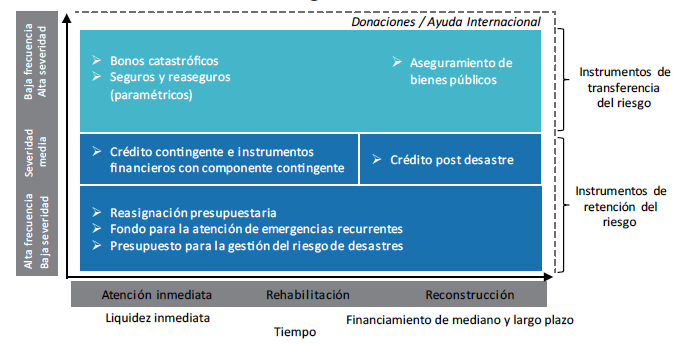 Donaciones / Ayuda Internacional
Baja frecuencia
Alta severidad
➢ Bonos catastróficos
➢ Seguros y reaseguros
(paramétricos)
➢ Aseguramiento de
bienes públicos
Instrumentos de
transferencia
del riesgo
Severidad
media
➢ Crédito contingente e instrumentos
financieros con componente contingente
➢ Crédito post desastre
Alta frecuencia
Baja severidad
➢ Reasignación presupuestaria
➢ Fondo para la atención de emergencias recurrentes
➢ Presupuesto para la gestión del riesgo de desastres
Instrumentos de
retención del
riesgo
Atención inmediata
Rehabilitación
Reconstrucción
Liquidez inmediata
Tiempo
Financiamiento de mediano y largo plazo